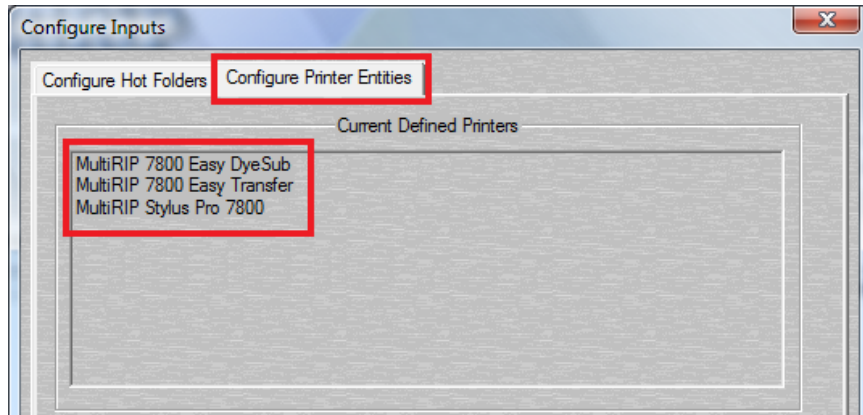 Configure Inputs
Configure Hot Folders
Configure Printer Entities
Current Defined Printers
MultiRIP 7800 Easy DyeSub
MultiRIP 7800 Easy Transfer
MultiRIP Stylus Pro 7800